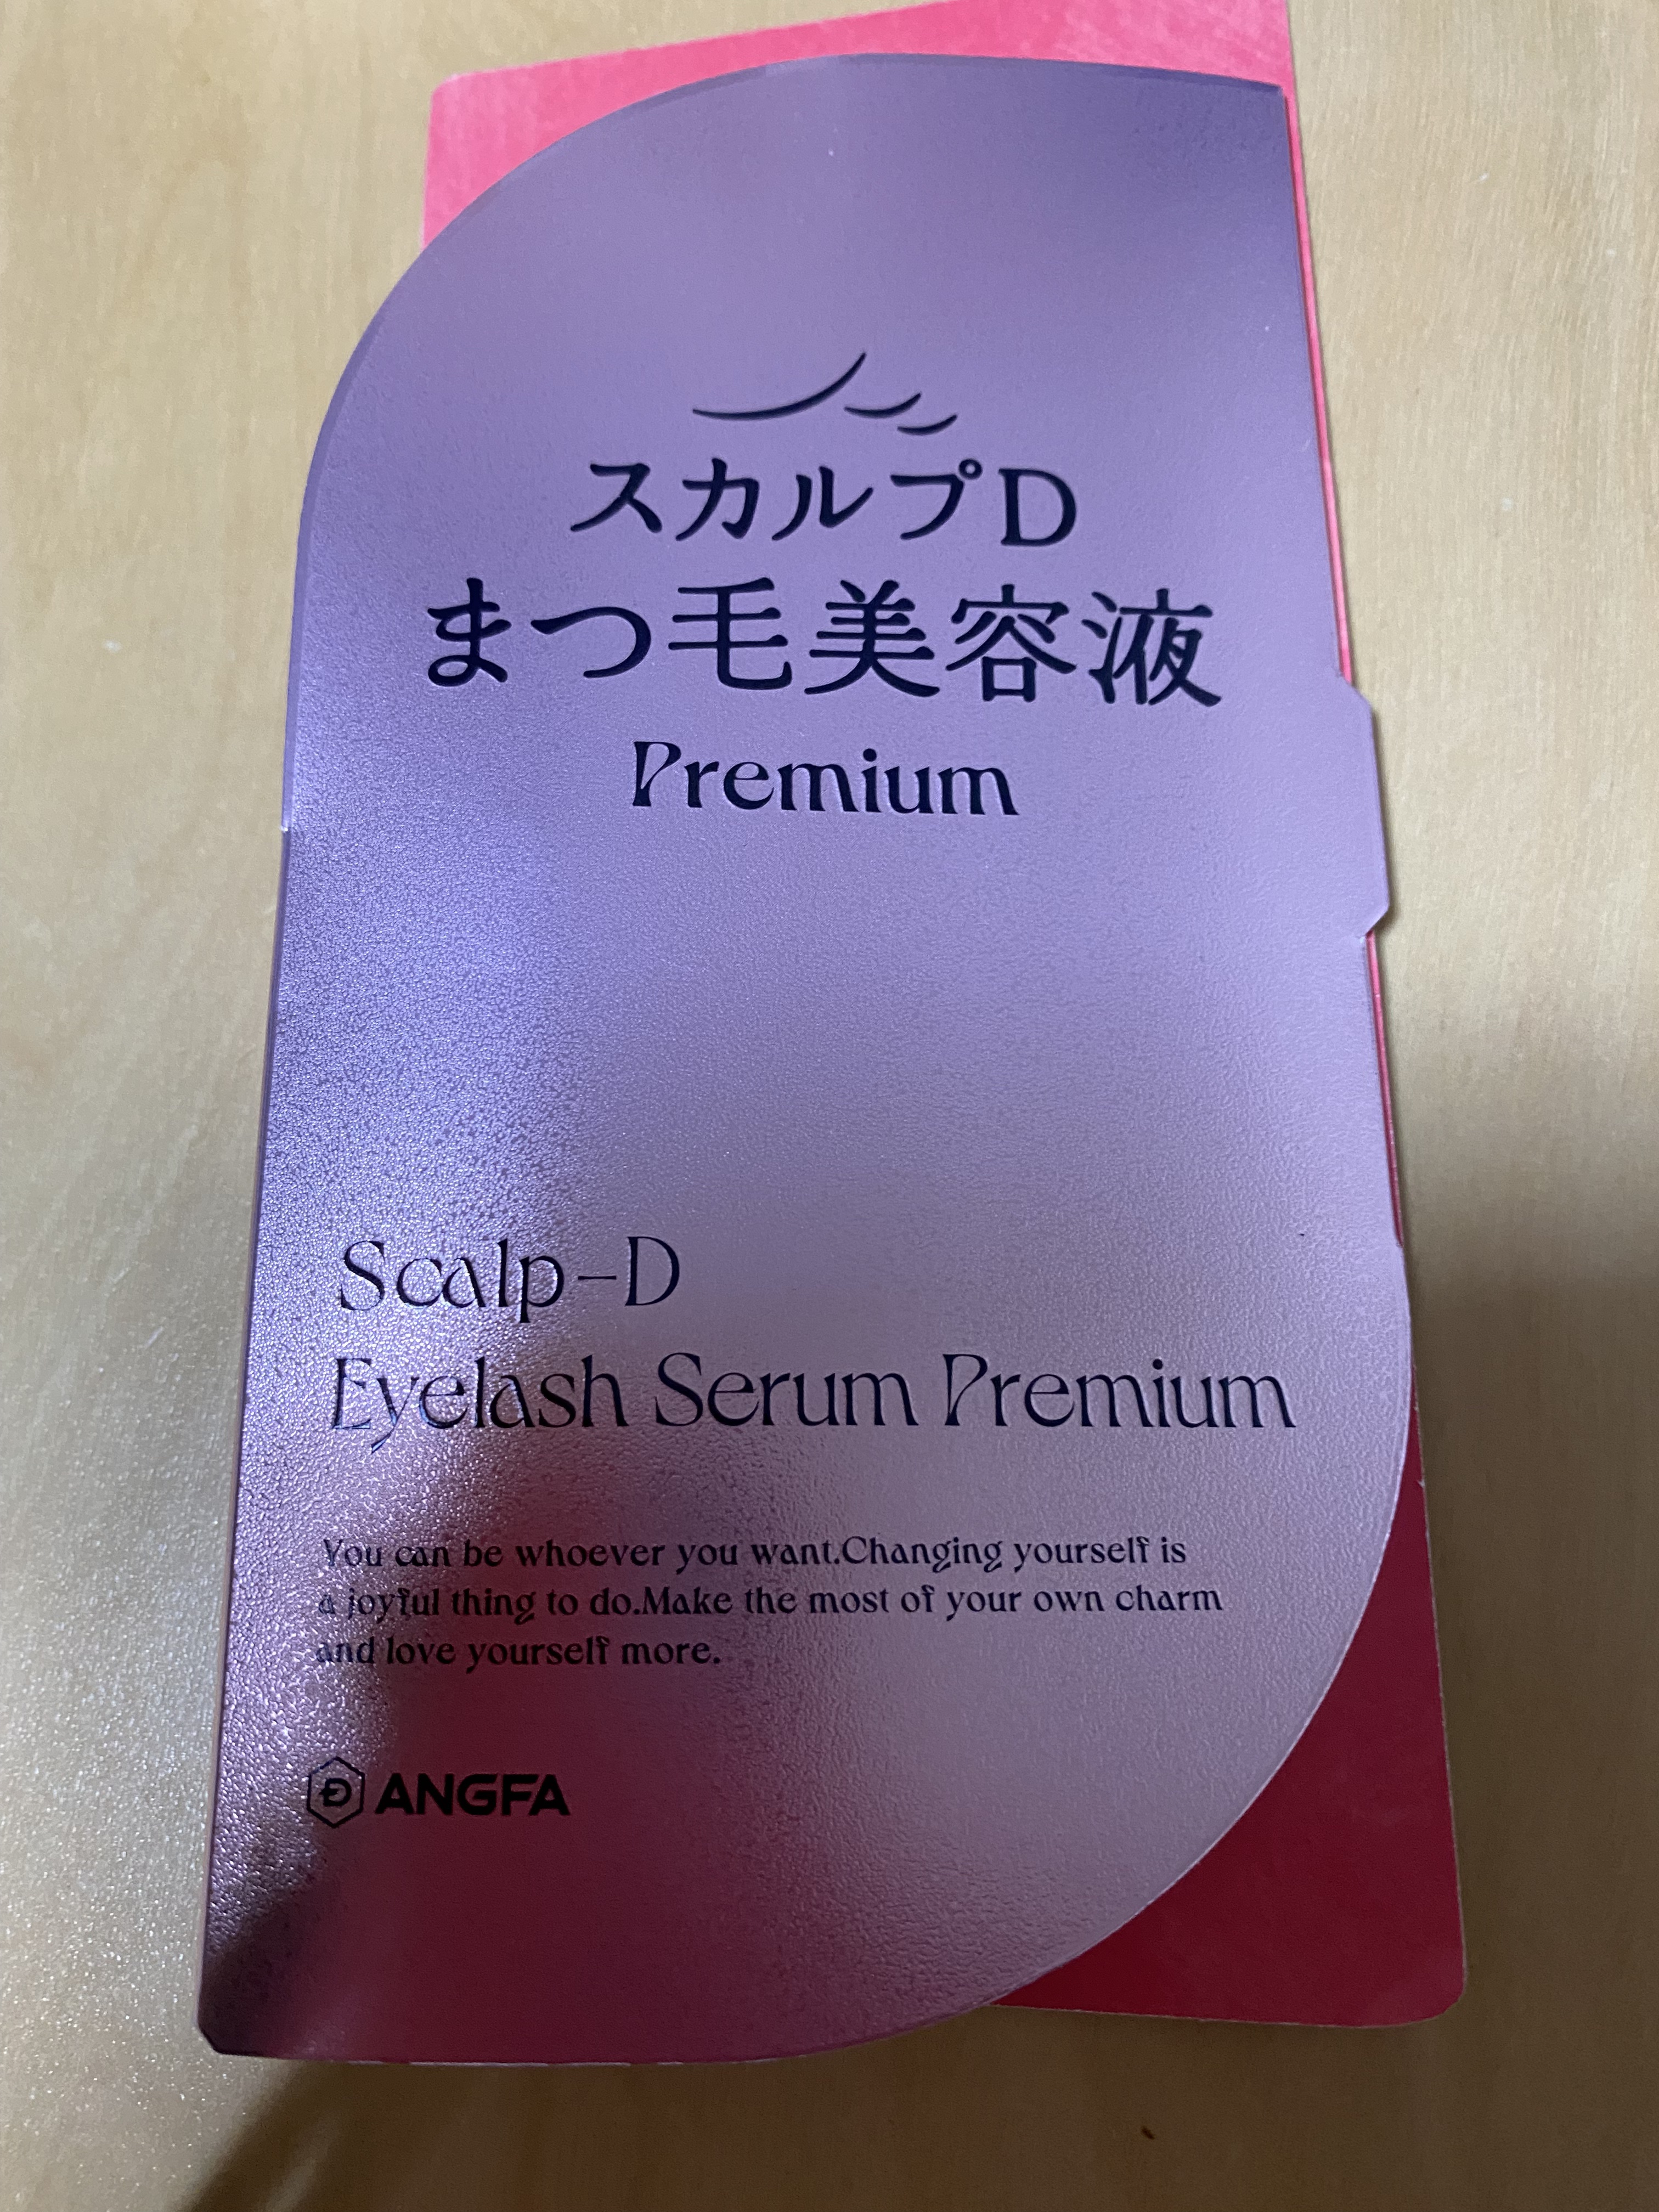 スカルプD
まつ毛美容液
Premium
Scalp-D
Eyelash Serum Premium
You can be whoever you want.Changing yourself is
a joyful thing to do.Make the most of your own charm
and love yourself more.
ANGFA